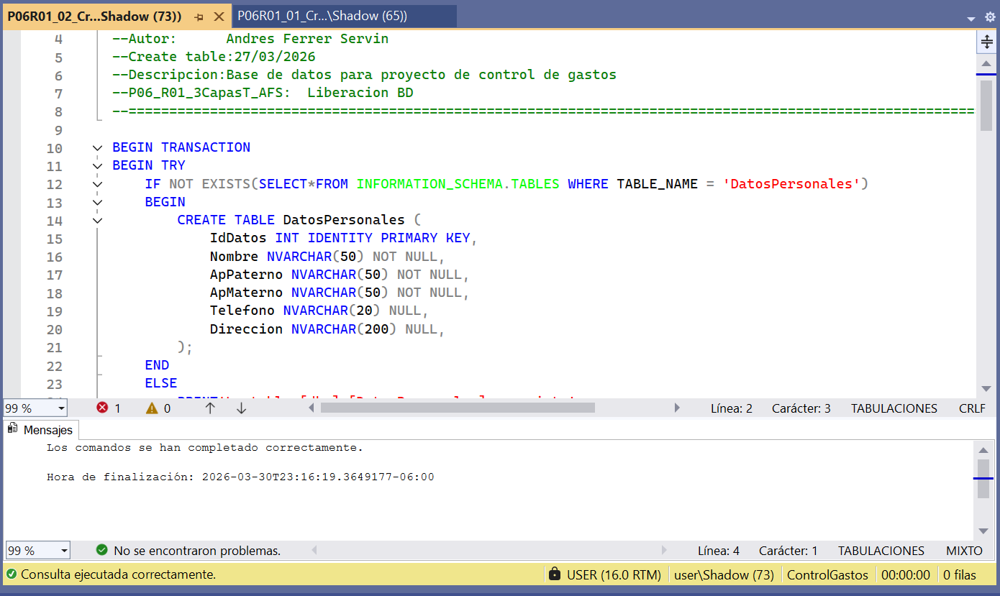 P06R01_02_Cr...Shadow (73))
P06R01_01_Cr...\Shadow (65))
4 --Autor:      Andres Ferrer Servin
5 --Create table:27/03/2026
6 --Descripcion:Base de datos para proyecto de control de gastos
7 --P06_R01_3CapasT_AFS:  Liberacion BD
8 --========================================================================================================
9
10 BEGIN TRANSACTION
11 BEGIN TRY
12     IF NOT EXISTS(SELECT*FROM INFORMATION_SCHEMA.TABLES WHERE TABLE_NAME = 'DatosPersonales')
13     BEGIN
14         CREATE TABLE DatosPersonales (
15             IdDatos INT IDENTITY PRIMARY KEY,
16             Nombre NVARCHAR(50) NOT NULL,
17             ApPaterno NVARCHAR(50) NOT NULL,
18             ApMaterno NVARCHAR(50) NOT NULL,
19             Telefono NVARCHAR(20) NULL,
20             Direccion NVARCHAR(200) NULL,
21         );
22     END
23     ELSE
99 % 1 0 Línea: 2 Carácter: 3 TABULACIONES CRLF
Mensajes
Los comandos se han completado correctamente.
Hora de finalización: 2026-03-30T23:16:19.3649177-06:00
99 % No se encontraron problemas. Línea: 4 Carácter: 1 TABULACIONES MIXTO
Consulta ejecutada correctamente. USER (16.0 RTM) user\Shadow (73) ControlGastos 00:00:00 0 filas